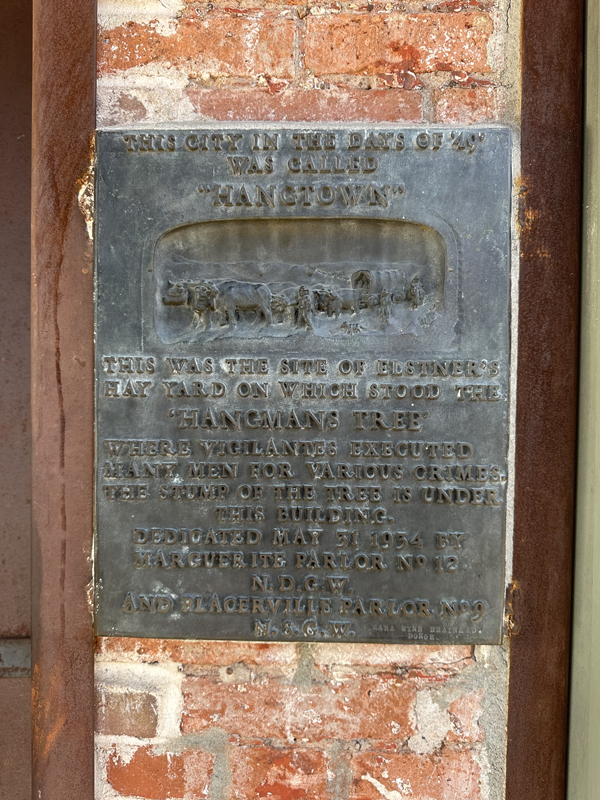 THIS CITY IN THE DAYS OF '49'
WAS CALLED
"HANGTOWN"
THIS WAS THE SITE OF ELSTNER'S
HAY YARD ON WHICH STOOD THE
'HANGMANS TREE'
WHERE VIGILANTES EXECUTED
MANY MEN FOR VARIOUS CRIMES.
THE STUMP OF THE TREE IS UNDER
THIS BUILDING.
DEDICATED MAY 31 1934 BY
MARGUERITE PARLOR Nº 12.
N.D.G.W.
AND PLACERVILLE PARLOR Nº 9
N.S.G.W.
DONOR.